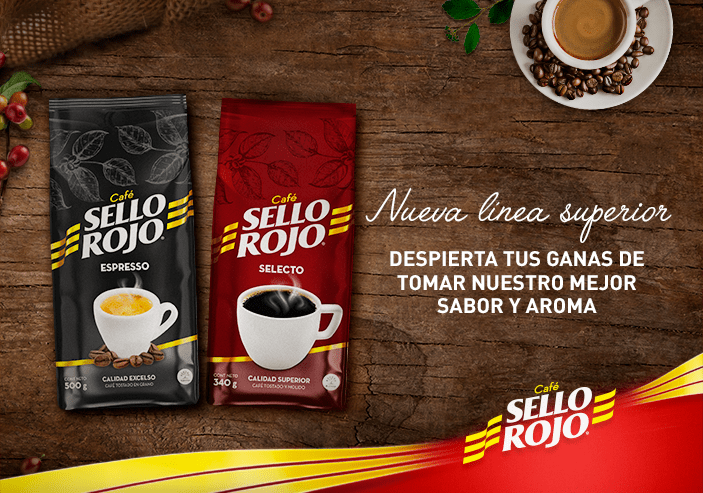 Café
SELLO
ROJO®
ESPRESSO
CONT. NETO
500 g
CALIDAD EXCELSO
CAFÉ TOSTADO EN GRANO
Café
SELLO
ROJO®
SELECTO
CONT. NETO
340 g
CALIDAD SUPERIOR
CAFÉ TOSTADO Y MOLIDO
Nueva línea superior
DESPIERTA TUS GANAS DE
TOMAR NUESTRO MEJOR
SABOR Y AROMA
Café
SELLO
ROJO®